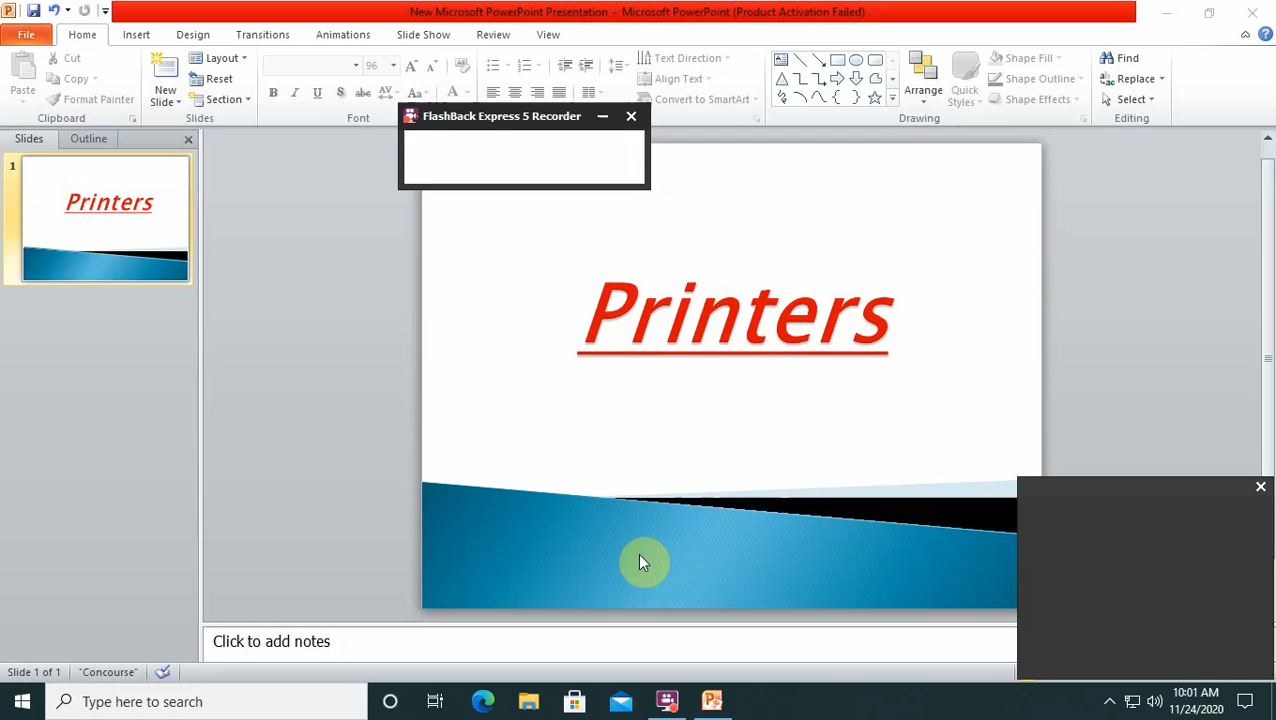 New Microsoft PowerPoint Presentation - Microsoft PowerPoint (Product Activation Failed)
File Home Insert Design Transitions Animations Slide Show Review View
Paste
Cut
Copy
Format Painter
Clipboard
New
Slide
Layout
Reset
Section
Slides
96
B I U S abc AV Aa A
Font
Text Direction
Align Text
Convert to SmartArt
Arrange
Quick
Styles
Shape Fill
Shape Outline
Shape Effects
Drawing
Find
Replace
Select
Editing
FlashBack Express 5 Recorder
Slides Outline
1
Printers
Printers
Click to add notes
Slide 1 of 1 "Concourse"
Type here to search
10:01 AM
11/24/2020